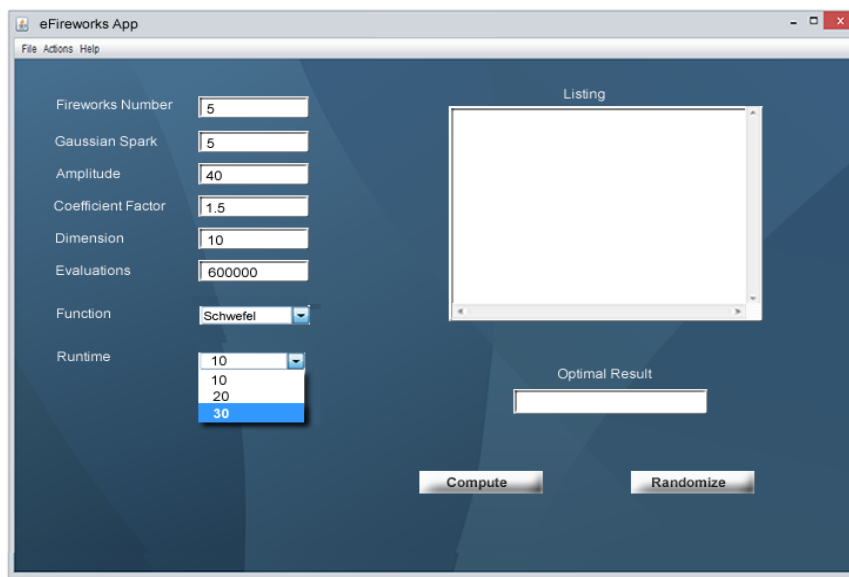 eFireworks App
File Actions Help
Fireworks Number 5
Gaussian Spark 5
Amplitude 40
Coefficient Factor 1.5
Dimension 10
Evaluations 600000
Function Schwefel
Runtime 10
10
20
30
Listing
Optimal Result
Compute Randomize